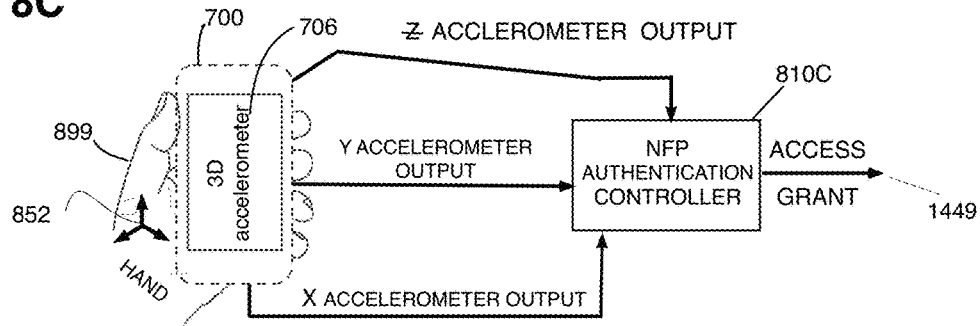 8C
700
706
Z ACCLEROMETER OUTPUT
810C
899
3D
accelerometer
Y ACCELEROMETER
OUTPUT
NFP
AUTHENTICATION
CONTROLLER
ACCESS
GRANT
852
1449
HAND
X ACCELEROMETER OUTPUT